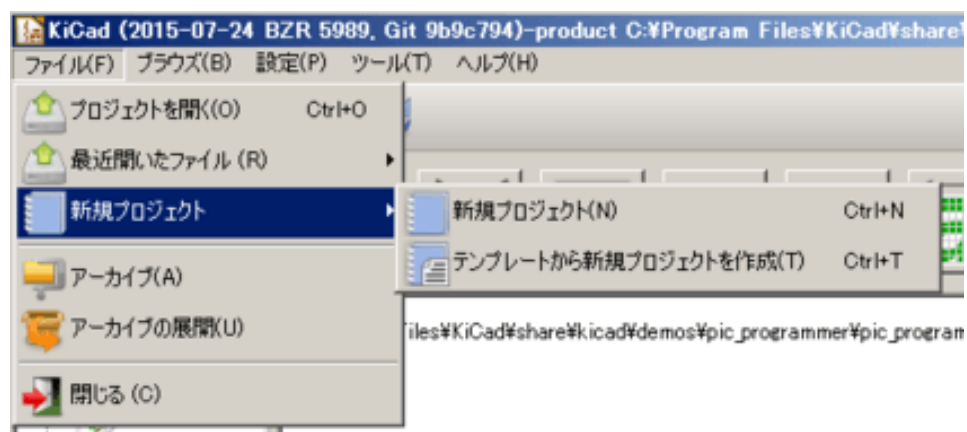 KiCad (2015-07-24 BZR 5989, Git 9b9c794)-product C:¥Program Files¥KiCad¥share¥
ファイル(F) ブラウズ(B) 設定(P) ツール(T) ヘルプ(H)
プロジェクトを開く(O) Ctrl+O
最近開いたファイル (R)
新規プロジェクト
新規プロジェクト(N) Ctrl+N
テンプレートから新規プロジェクトを作成(T) Ctrl+T
アーカイブ(A)
アーカイブの展開(U)
iles¥KiCad¥share¥kicad¥demos¥pic_programmer¥pic_program
閉じる (C)